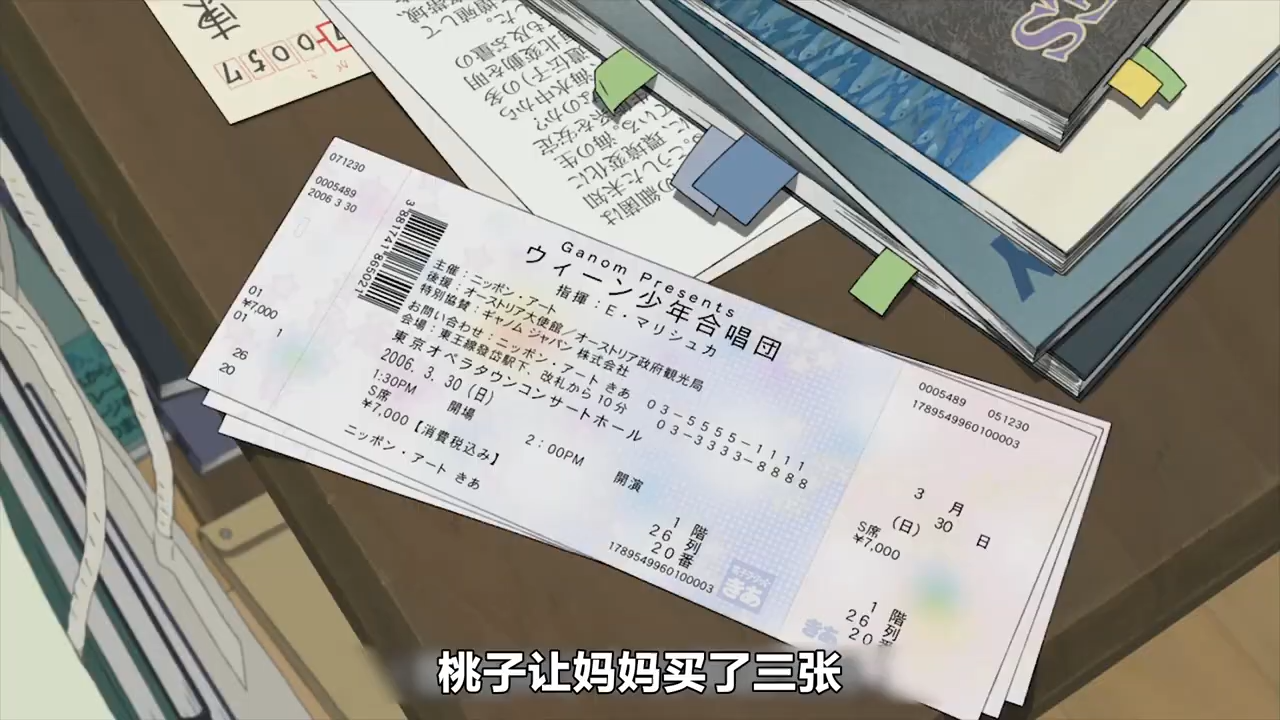 071230
0005489
2006 3 30
01
¥7,000
01 1
26
20
3881741865021
Ganom Presents
ウィーン少年合唱団
指揮：E・マリシュカ
主催：ニッポン・アート
後援：オーストリア大使館／オーストリア政府観光局
特別協賛：ギャノム ジャパン 株式会社
お問い合わせ：ニッポン・アート きあ 03-5555-1111
会場：東王線發岱駅下、改札から10分 03-3333-8888
東京オペラタウンコンサートホール
2006. 3. 30（日）
1:30PM 開場 2：00PM 開演
S席
¥7,000【消費税込み】
ニッポン・アート きあ
1 階
26 列
20 番
1789549960100003
きあ
0005489 051230
1789549960100003
3 月 30 日
（日）
S席
¥7,000
1 階
26 列
20 番
きあ
桃子让妈妈买了三张